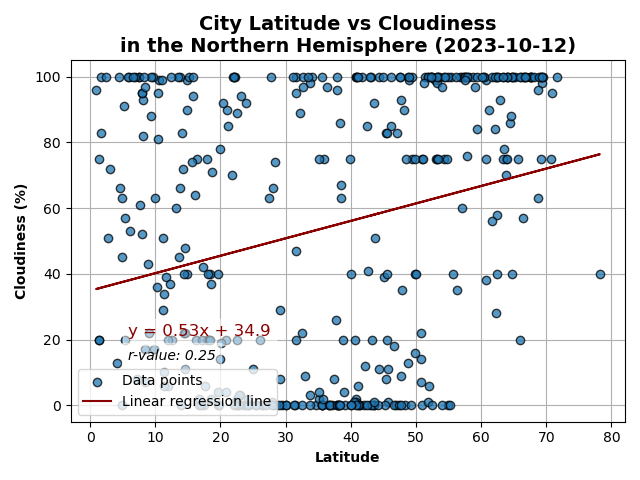 City Latitude vs Cloudiness
in the Northern Hemisphere (2023-10-12)
Cloudiness (%)
100
80
60
40
20
0
y = 0.53x + 34.9
r-value: 0.25
Data points
Linear regression line
0 10 20 30 40 50 60 70 80
Latitude